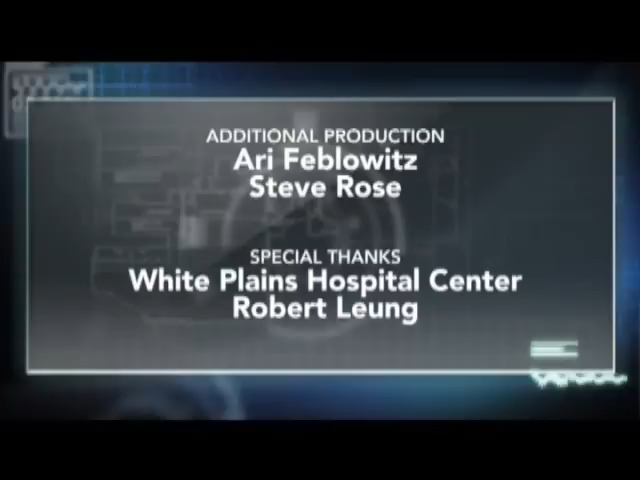 ADDITIONAL PRODUCTION
Ari Feblowitz
Steve Rose
SPECIAL THANKS
White Plains Hospital Center
Robert Leung